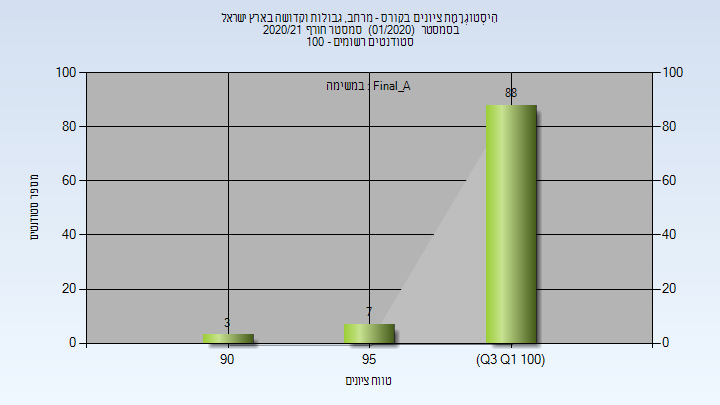 היסטוגרמת ציונים בקורס - מרחב, גבולות וקדושה בארץ ישראל
בסמסטר (01/2020) סמסטר חורף 2020/21
סטודנטים רשומים - 100
במשימה : Final_A
100 100
80 80
60 60
40 40
20 20
0 0
מספר סטודנטים
3
7
88
90
95
(Q3 Q1 100)
טווח ציונים